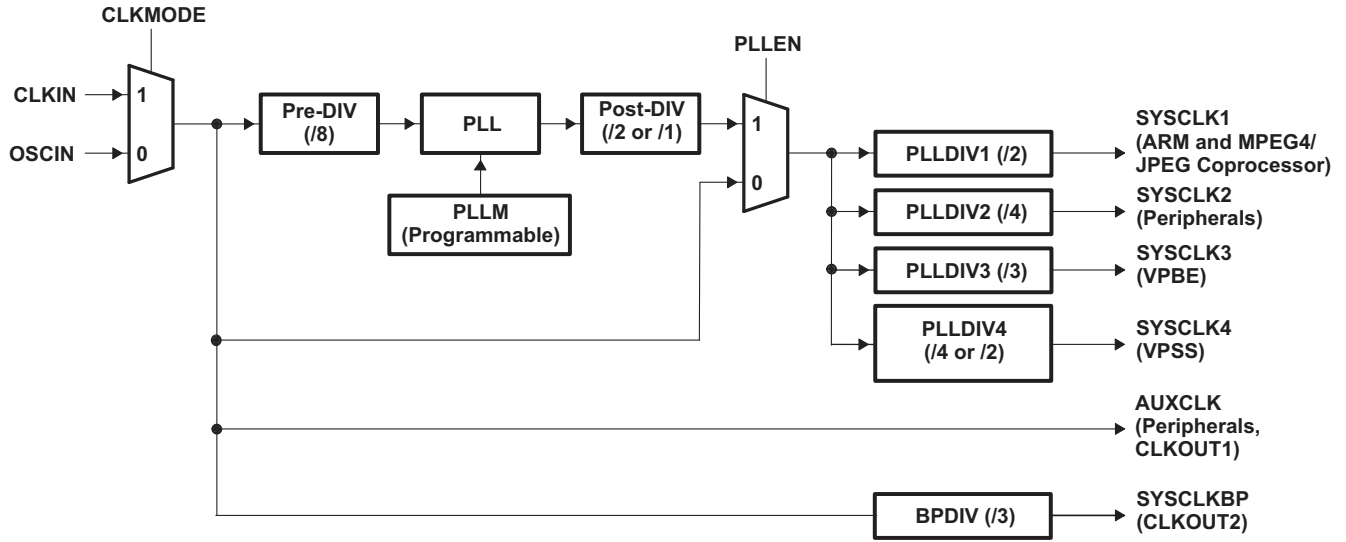 CLKMODE
CLKIN
1
OSCIN
0
Pre-DIV
(/8)
PLL
Post-DIV
(/2 or /1)
PLLM
(Programmable)
PLLEN
1
0
PLLDIV1 (/2)
SYSCLK1
(ARM and MPEG4/
JPEG Coprocessor)
PLLDIV2 (/4)
SYSCLK2
(Peripherals)
PLLDIV3 (/3)
SYSCLK3
(VPBE)
PLLDIV4
(/4 or /2)
SYSCLK4
(VPSS)
AUXCLK
(Peripherals,
CLKOUT1)
BPDIV (/3)
SYSCLKBP
(CLKOUT2)